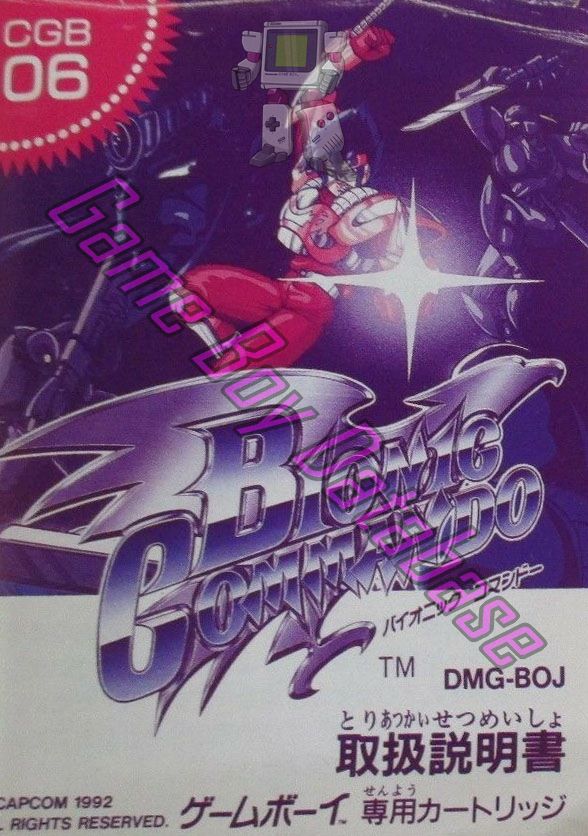 CGB
06
Game Boy Database
BIONIC
COMMANDO
バイオニック コマンドー
TM
DMG-BOJ
とりあつかいせつめいしょ
取扱説明書
CAPCOM 1992
RIGHTS RESERVED.
ゲームボーイ™
せんよう
専用カートリッジ